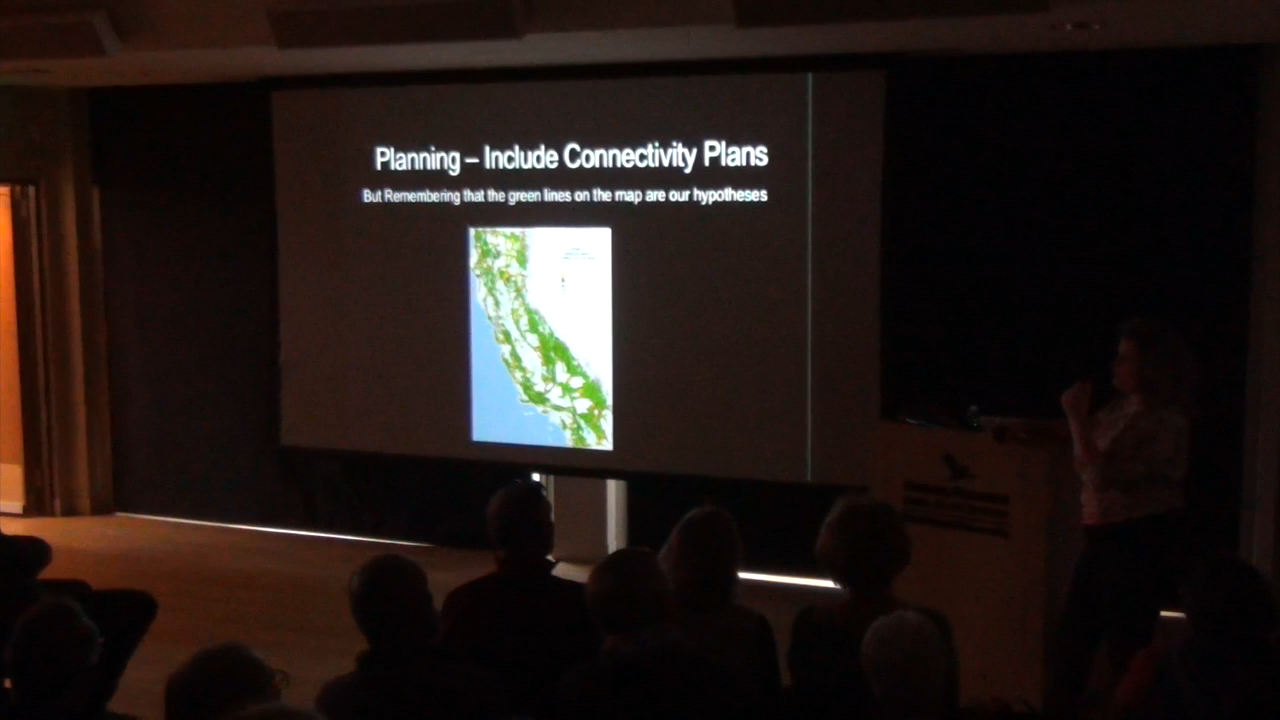 Planning – Include Connectivity Plans
But Remembering that the green lines on the map are our hypotheses